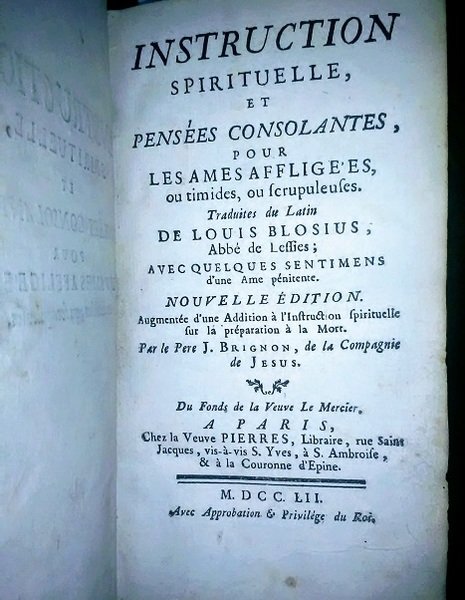 INSTRUCTION
SPIRITUELLE,
ET
PENSÉES CONSOLANTES,
POUR
LES AMES AFFLIGE'ES,
ou timides, ou ſcrupuleuſes.
Traduites du Latin
DE LOUIS BLOSIUS,
Abbé de Leſſies;
AVEC QUELQUES SENTIMENS
d'une Ame pénitente.
NOUVELLE ÉDITION.
Augmentée d'une Addition à l'Inſtruction ſpirituelle
ſur la préparation à la Mort.
Par le Pere J. BRIGNON, de la Compagnie
de JESUS.
Du Fonds de la Veuve Le Mercier,
A PARIS,
Chez la Veuve PIERRES, Libraire, rue Saint
Jacques, vis-à-vis S. Yves, à S. Ambroiſe,
& à la Couronne d'Epine.
M. DCC. LII.
Avec Approbation & Privilége du Roi.